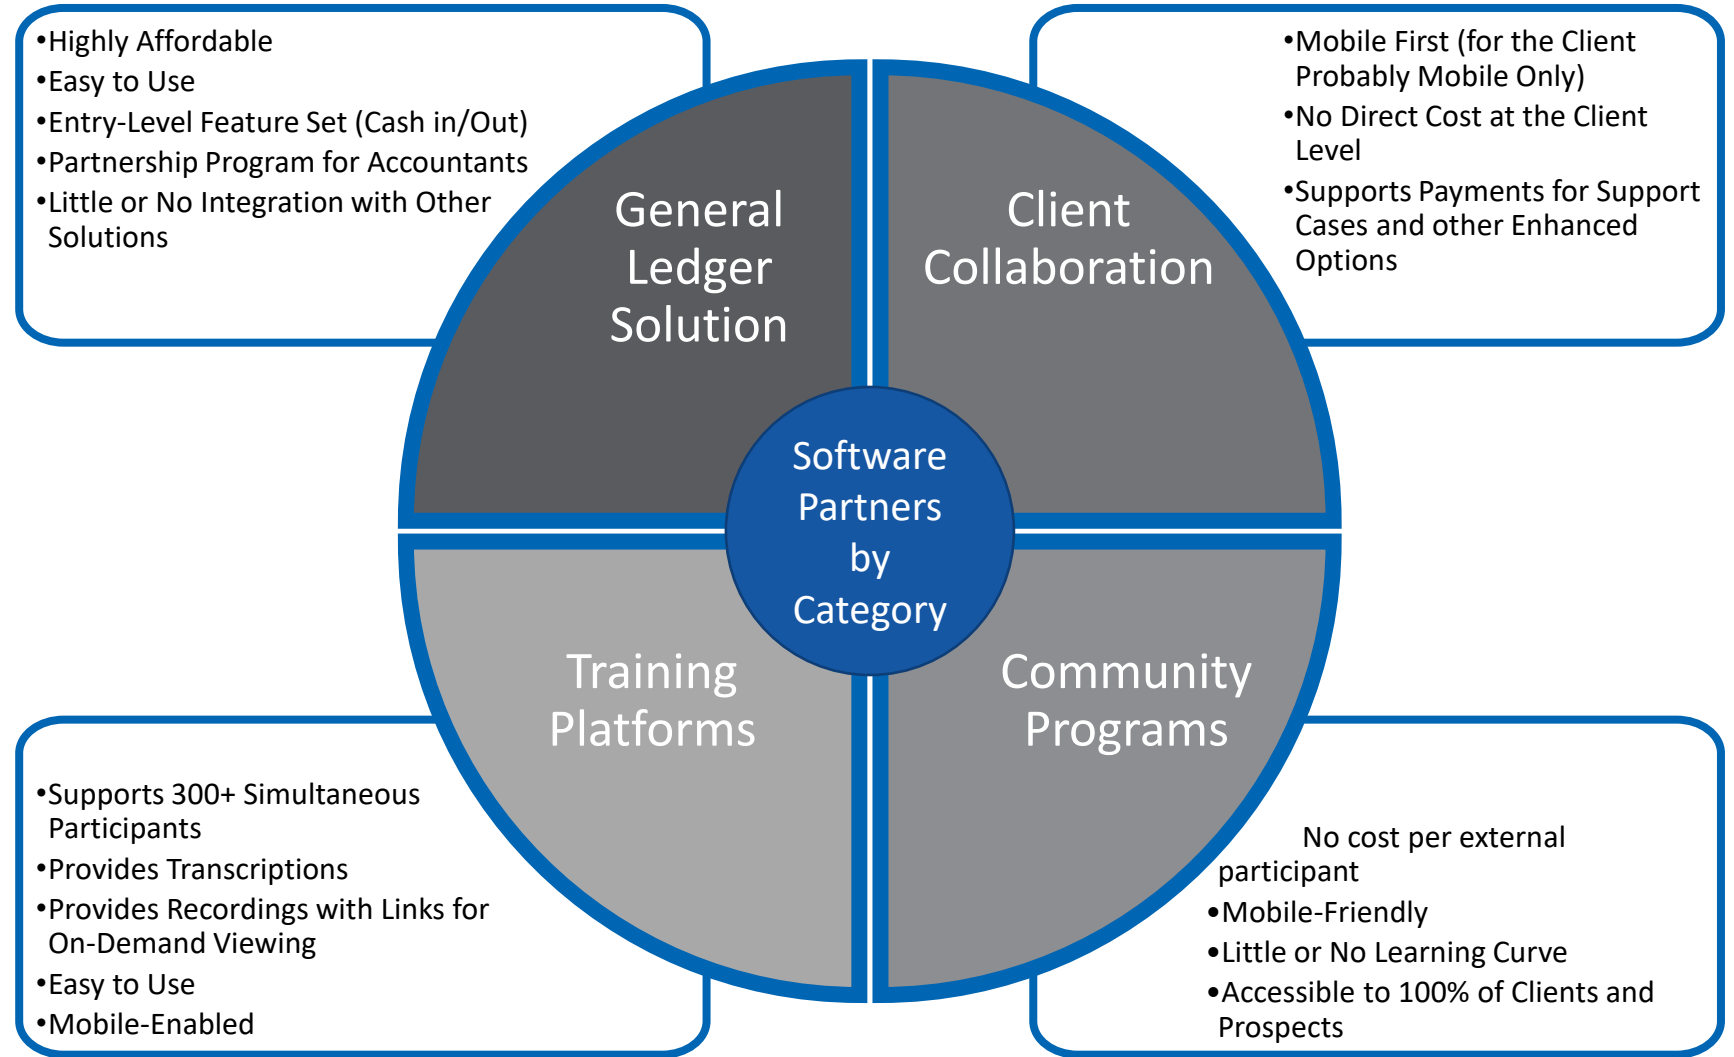 •Highly Affordable
•Easy to Use
•Entry-Level Feature Set (Cash in/Out)
•Partnership Program for Accountants
•Little or No Integration with Other
Solutions
•Mobile First (for the Client
Probably Mobile Only)
•No Direct Cost at the Client
Level
•Supports Payments for Support
Cases and other Enhanced
Options
General
Ledger
Solution
Client
Collaboration
Software
Partners
by
Category
Training
Platforms
Community
Programs
•Supports 300+ Simultaneous
Participants
•Provides Transcriptions
•Provides Recordings with Links for
On-Demand Viewing
•Easy to Use
•Mobile-Enabled
No cost per external
participant
•Mobile-Friendly
•Little or No Learning Curve
•Accessible to 100% of Clients and
Prospects